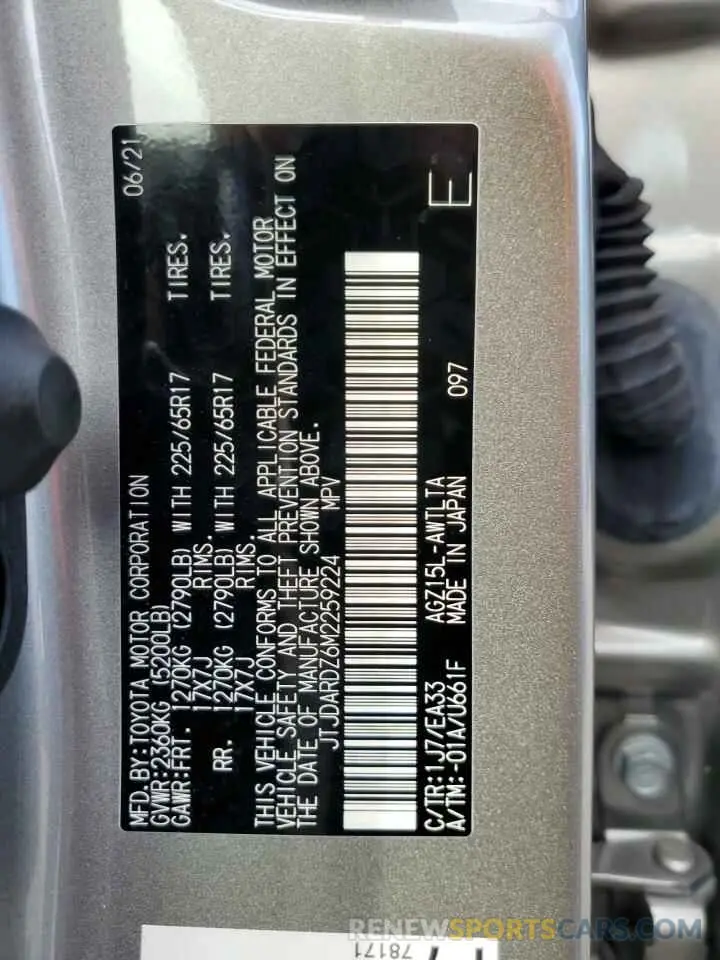 MFD.BY:TOYOTA MOTOR CORPORATION 06/21
GVWR:2360KG (5200LB)
GAWR:FRT. 1270KG (2790LB) WITH 225/65R17 TIRES.
17X7J RIMS.
RR. 1270KG (2790LB) WITH 225/65R17 TIRES.
17X7J RIMS.
THIS VEHICLE CONFORMS TO ALL APPLICABLE FEDERAL MOTOR
VEHICLE SAFETY AND THEFT PREVENTION STANDARDS IN EFFECT ON
THE DATE OF MANUFACTURE SHOWN ABOVE.
JTJDARDZ6M2259224 MPV
E
C/TR:1J7/EA33 AGZ15L-AWTLTA 097
A/TM:-01A/U661F MADE IN JAPAN
78171
RENEWSPORTSCARS.COM